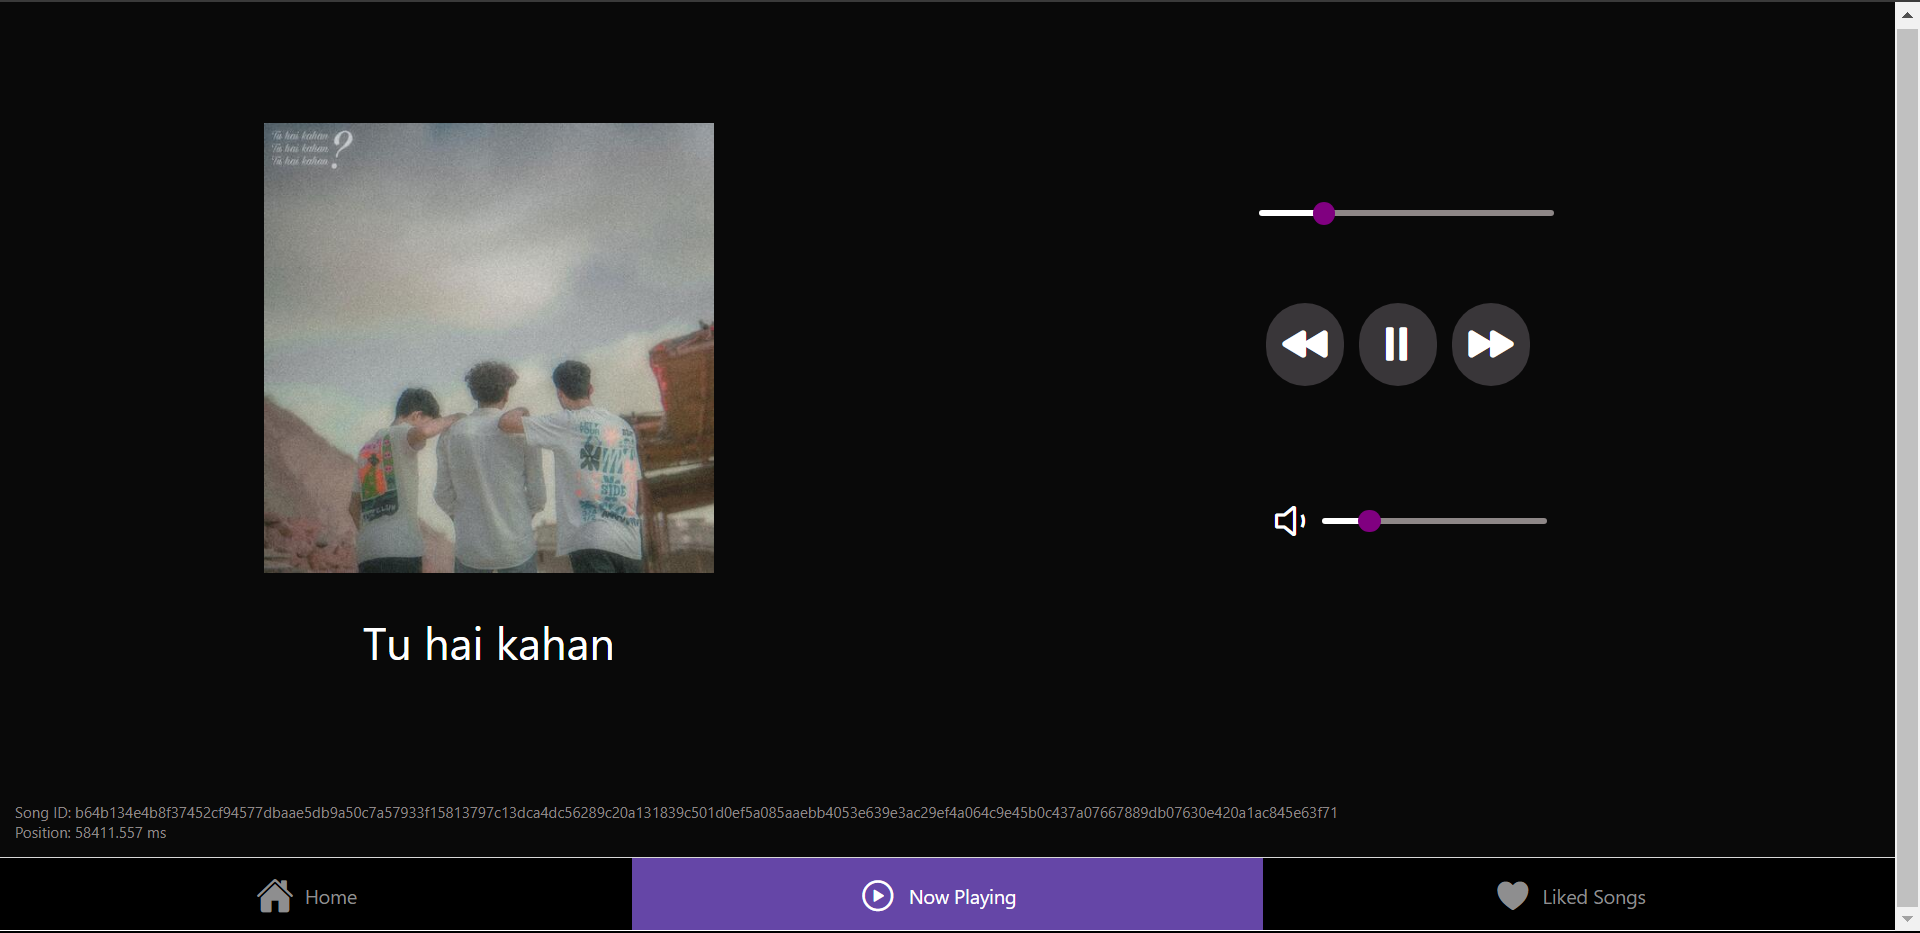 Tu hai kahan
Tu hai kahan
Tu hai kahan
?
Tu hai kahan
Song ID: b64b134e4b8f37452cf94577dbaae5db9a50c7a57933f15813797c13dca4dc56289c20a131839c501d0ef5a085aaebb4053e639e3ac29ef4a064c9e45b0c437a07667889db07630e420a1ac845e63f71
Position: 58411.557 ms
Home
Now Playing
Liked Songs